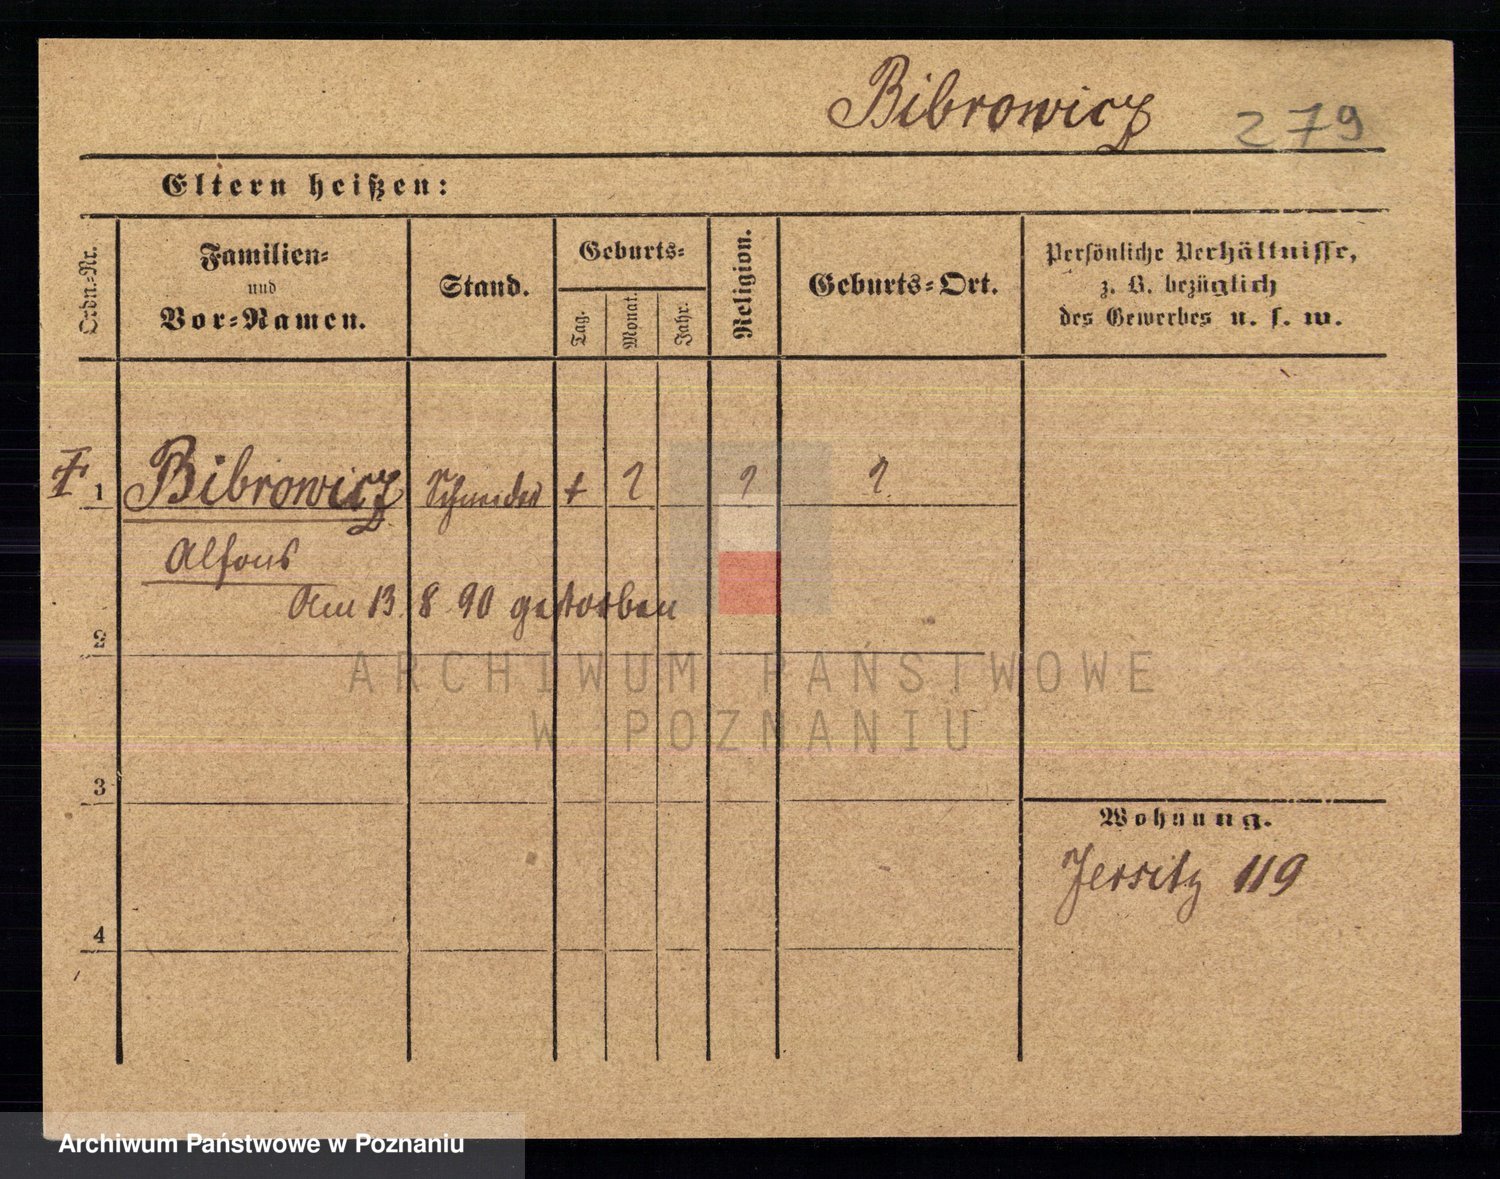 Bibrowicz 279
Eltern heißen:
Ordn.-Nr.
Familien-
und
Vor-Namen.
Stand.
Geburts-
Tag.
Monat.
Jahr.
Religion.
Geburts-Ort.
Persönliche Verhältnisse,
z. B. bezüglich
des Gewerbes u. s. w.
1 Bibrowicz Schneider + ? ? ?
Alfons
Am 13. 8 90 gestorben
2
ARCHIWUM PAŃSTWOWE
W POZNANIU
3
Wohnung.
Jersitz 119
4
Archiwum Państwowe w Poznaniu